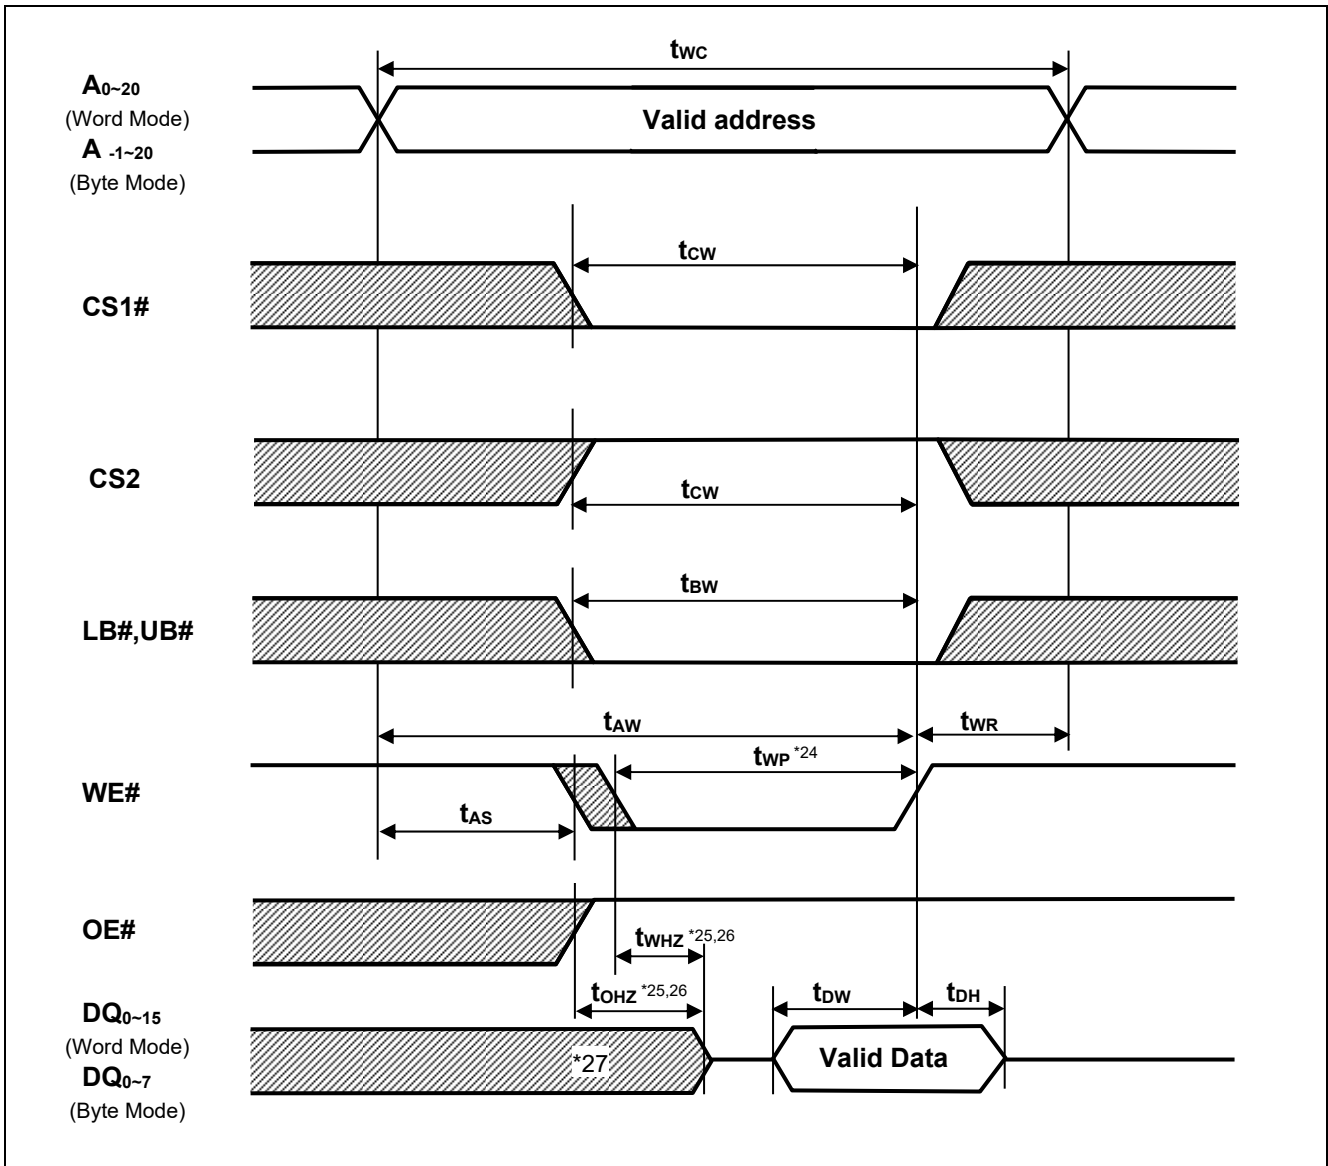 tWC
A0~20
(Word Mode)
A -1~20
(Byte Mode)
Valid address
tCW
CS1#
CS2
tCW
tBW
LB#,UB#
tAW
tWR
tWP *24
WE#
tAS
OE#
tWHZ *25,26
tOHZ *25,26
tDW
tDH
DQ0~15
(Word Mode)
DQ0~7
(Byte Mode)
*27
Valid Data